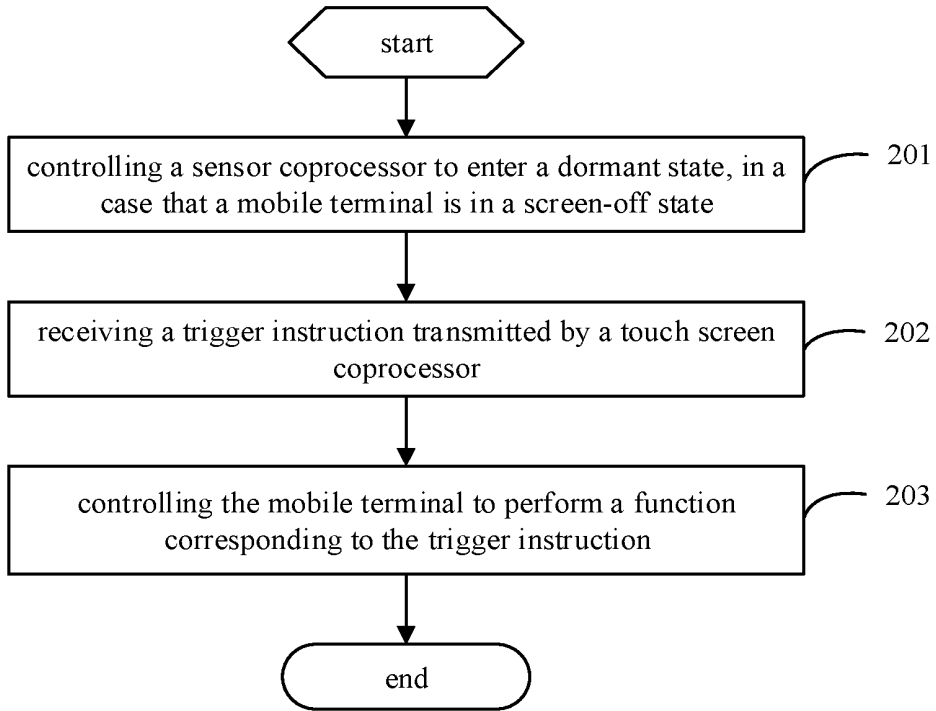 start
controlling a sensor coprocessor to enter a dormant state, in a
case that a mobile terminal is in a screen-off state
201
receiving a trigger instruction transmitted by a touch screen
coprocessor
202
controlling the mobile terminal to perform a function
corresponding to the trigger instruction
203
end